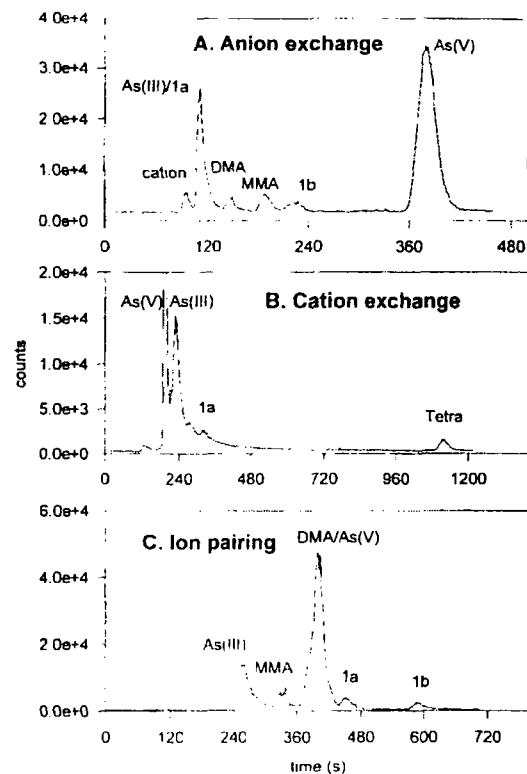 A. Anion exchange
As(V)
As(III)/1a
cation
DMA
MMA
1b
4.0e+4
3.0e+4
2.0e+4
1.0e+4
0.0e+0
0 120 240 360 480
B. Cation exchange
As(V) As(III)
1a
Tetra
2.0e+4
1.5e+4
1.0e+4
5.0e+3
0.0e+0
0 240 480 720 960 1200
counts
C. Ion pairing
DMA/As(V)
As(III)
MMA
1a
1b
6.0e+4
4.0e+4
2.0e+4
0.0e+0
0 120 240 360 480 600 720
time (s)